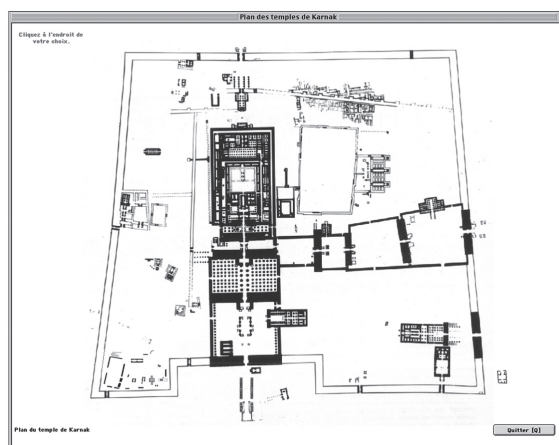 Plan des temples de Karnak
Cliquez à l'endroit de
votre choix.
Plan du temple de Karnak
Quitter [Q]